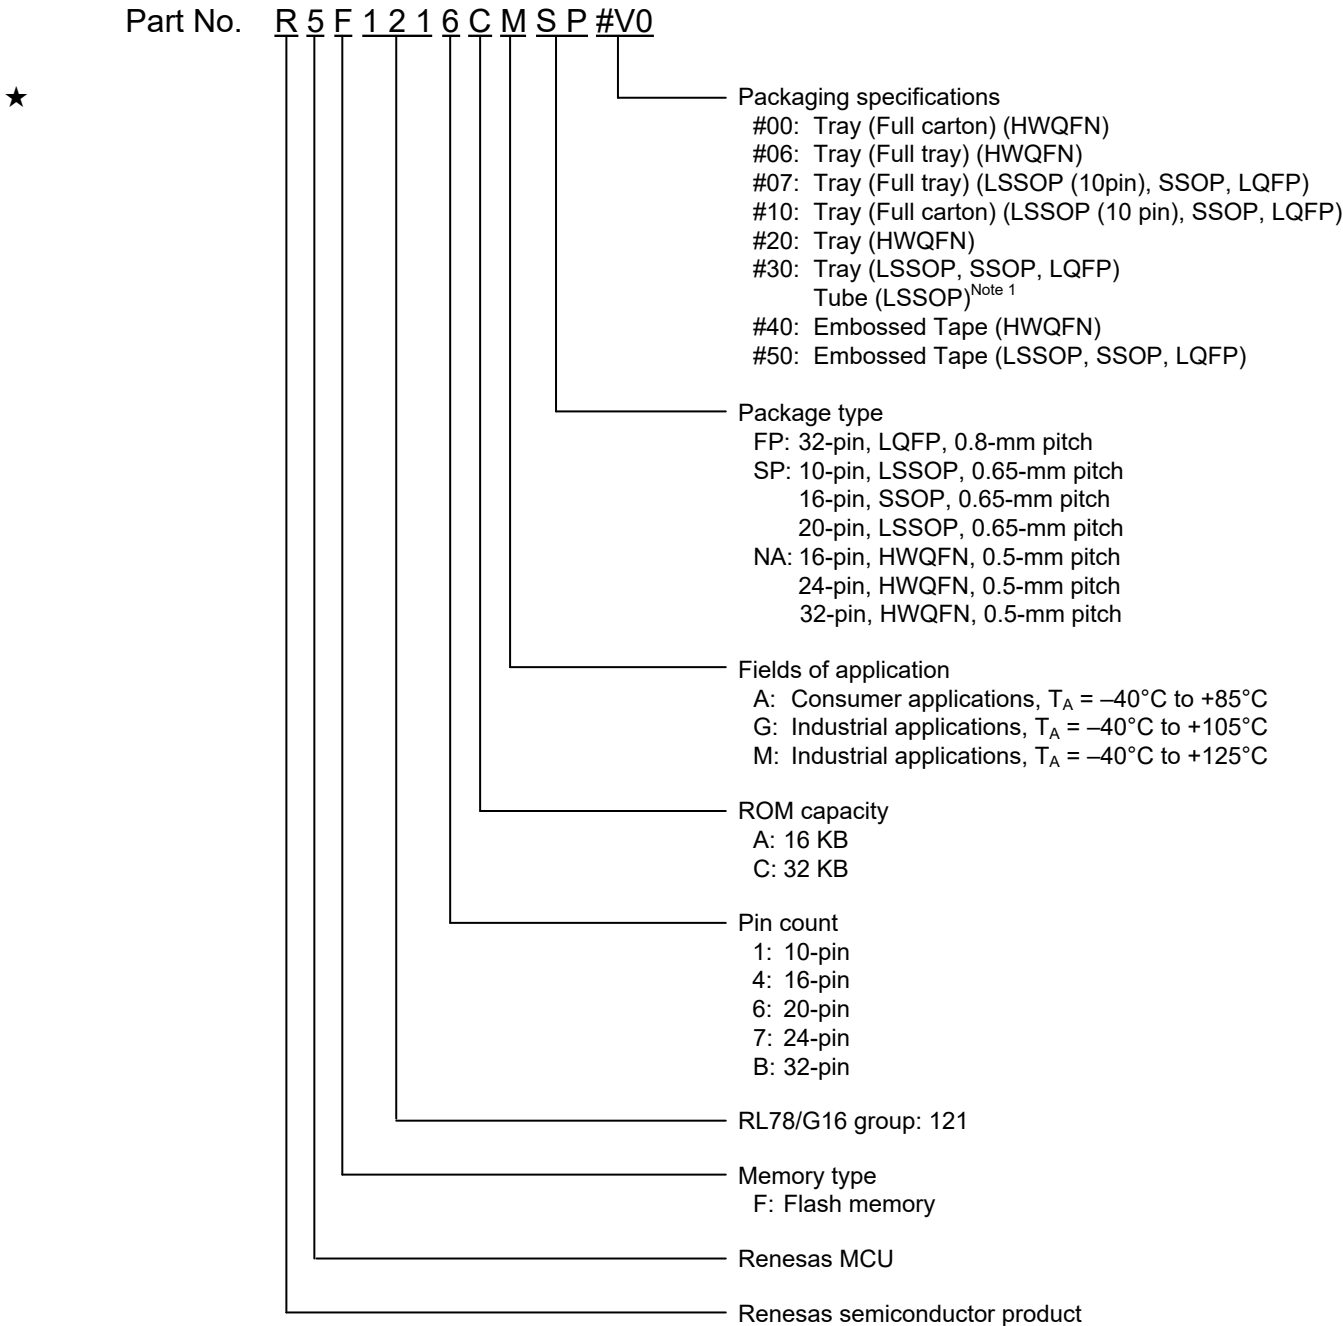 Part No. R 5 F 1 2 1 6 C M S P #V0
★
Packaging specifications
#00: Tray (Full carton) (HWQFN)
#06: Tray (Full tray) (HWQFN)
#07: Tray (Full tray) (LSSOP (10pin), SSOP, LQFP)
#10: Tray (Full carton) (LSSOP (10 pin), SSOP, LQFP)
#20: Tray (HWQFN)
#30: Tray (LSSOP, SSOP, LQFP)
Tube (LSSOP)Note 1
#40: Embossed Tape (HWQFN)
#50: Embossed Tape (LSSOP, SSOP, LQFP)
Package type
FP: 32-pin, LQFP, 0.8-mm pitch
SP: 10-pin, LSSOP, 0.65-mm pitch
16-pin, SSOP, 0.65-mm pitch
20-pin, LSSOP, 0.65-mm pitch
NA: 16-pin, HWQFN, 0.5-mm pitch
24-pin, HWQFN, 0.5-mm pitch
32-pin, HWQFN, 0.5-mm pitch
Fields of application
A: Consumer applications, TA = –40°C to +85°C
G: Industrial applications, TA = –40°C to +105°C
M: Industrial applications, TA = –40°C to +125°C
ROM capacity
A: 16 KB
C: 32 KB
Pin count
1: 10-pin
4: 16-pin
6: 20-pin
7: 24-pin
B: 32-pin
RL78/G16 group: 121
Memory type
F: Flash memory
Renesas MCU
Renesas semiconductor product